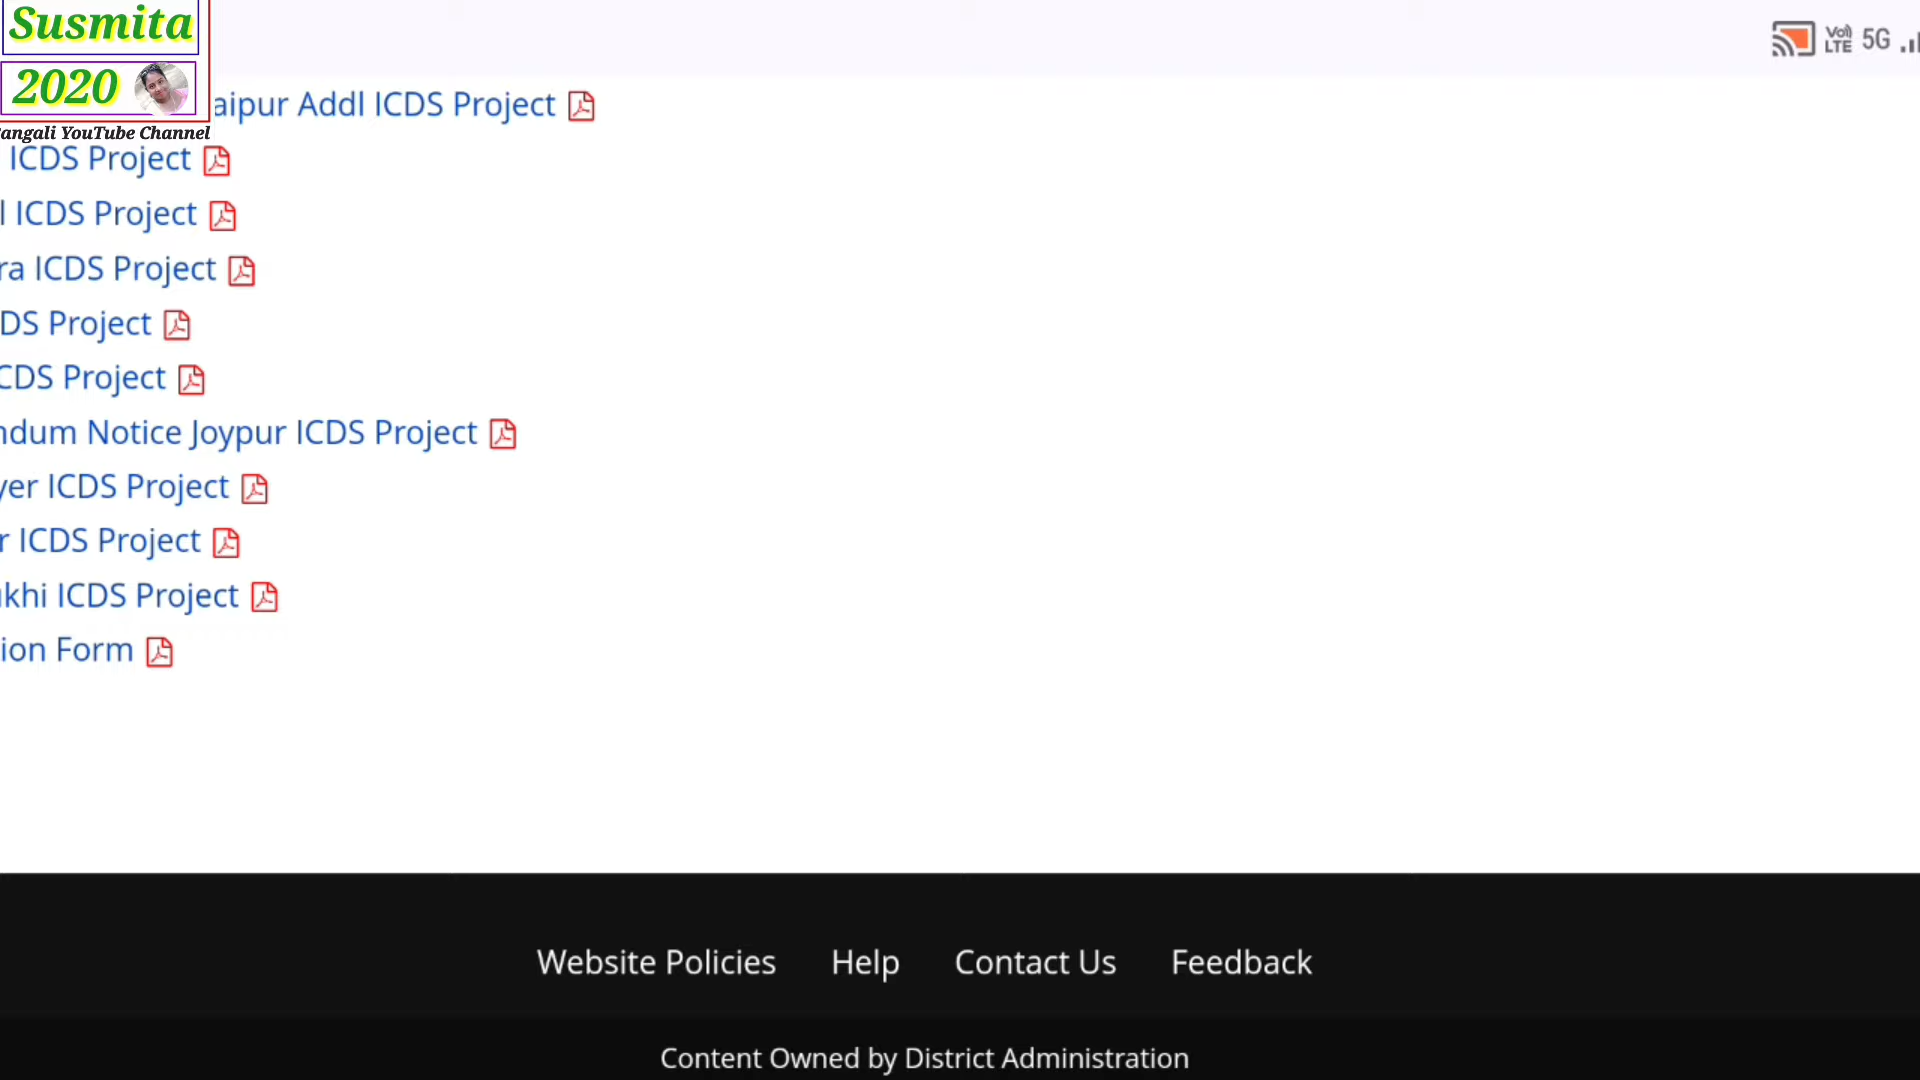 Susmita
2020
angali YouTube Channel
VoLTE 5G
aipur Addl ICDS Project
ICDS Project
l ICDS Project
ra ICDS Project
DS Project
CDS Project
ndum Notice Joypur ICDS Project
yer ICDS Project
r ICDS Project
khi ICDS Project
ion Form
Website Policies Help Contact Us Feedback
Content Owned by District Administration